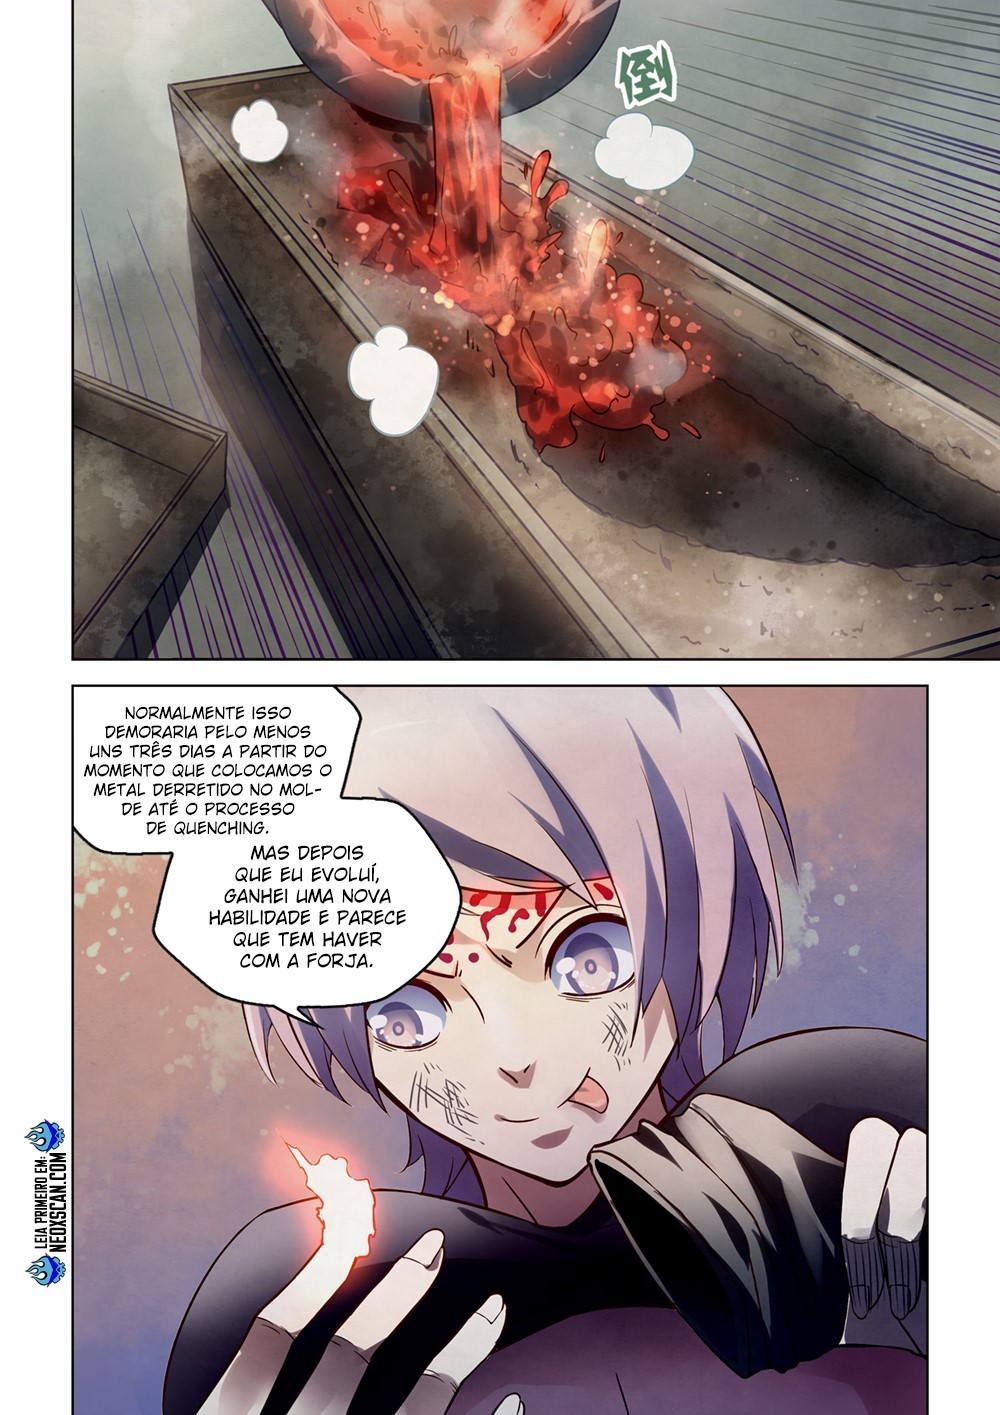 倒
NORMALMENTE ISSO
DEMORARIA PELO MENOS
UNS TRÊS DIAS A PARTIR DO
MOMENTO QUE COLOCAMOS O
METAL DERRETIDO NO MOL-
DE ATÉ O PROCESSO
DE QUENCHING.
MAS DEPOIS
QUE EU EVOLUÍ,
GANHEI UMA NOVA
HABILIDADE E PARECE
QUE TEM HAVER
COM A FORJA.
LEIA PRIMEIRO EM:
NEOXSCAN.COM